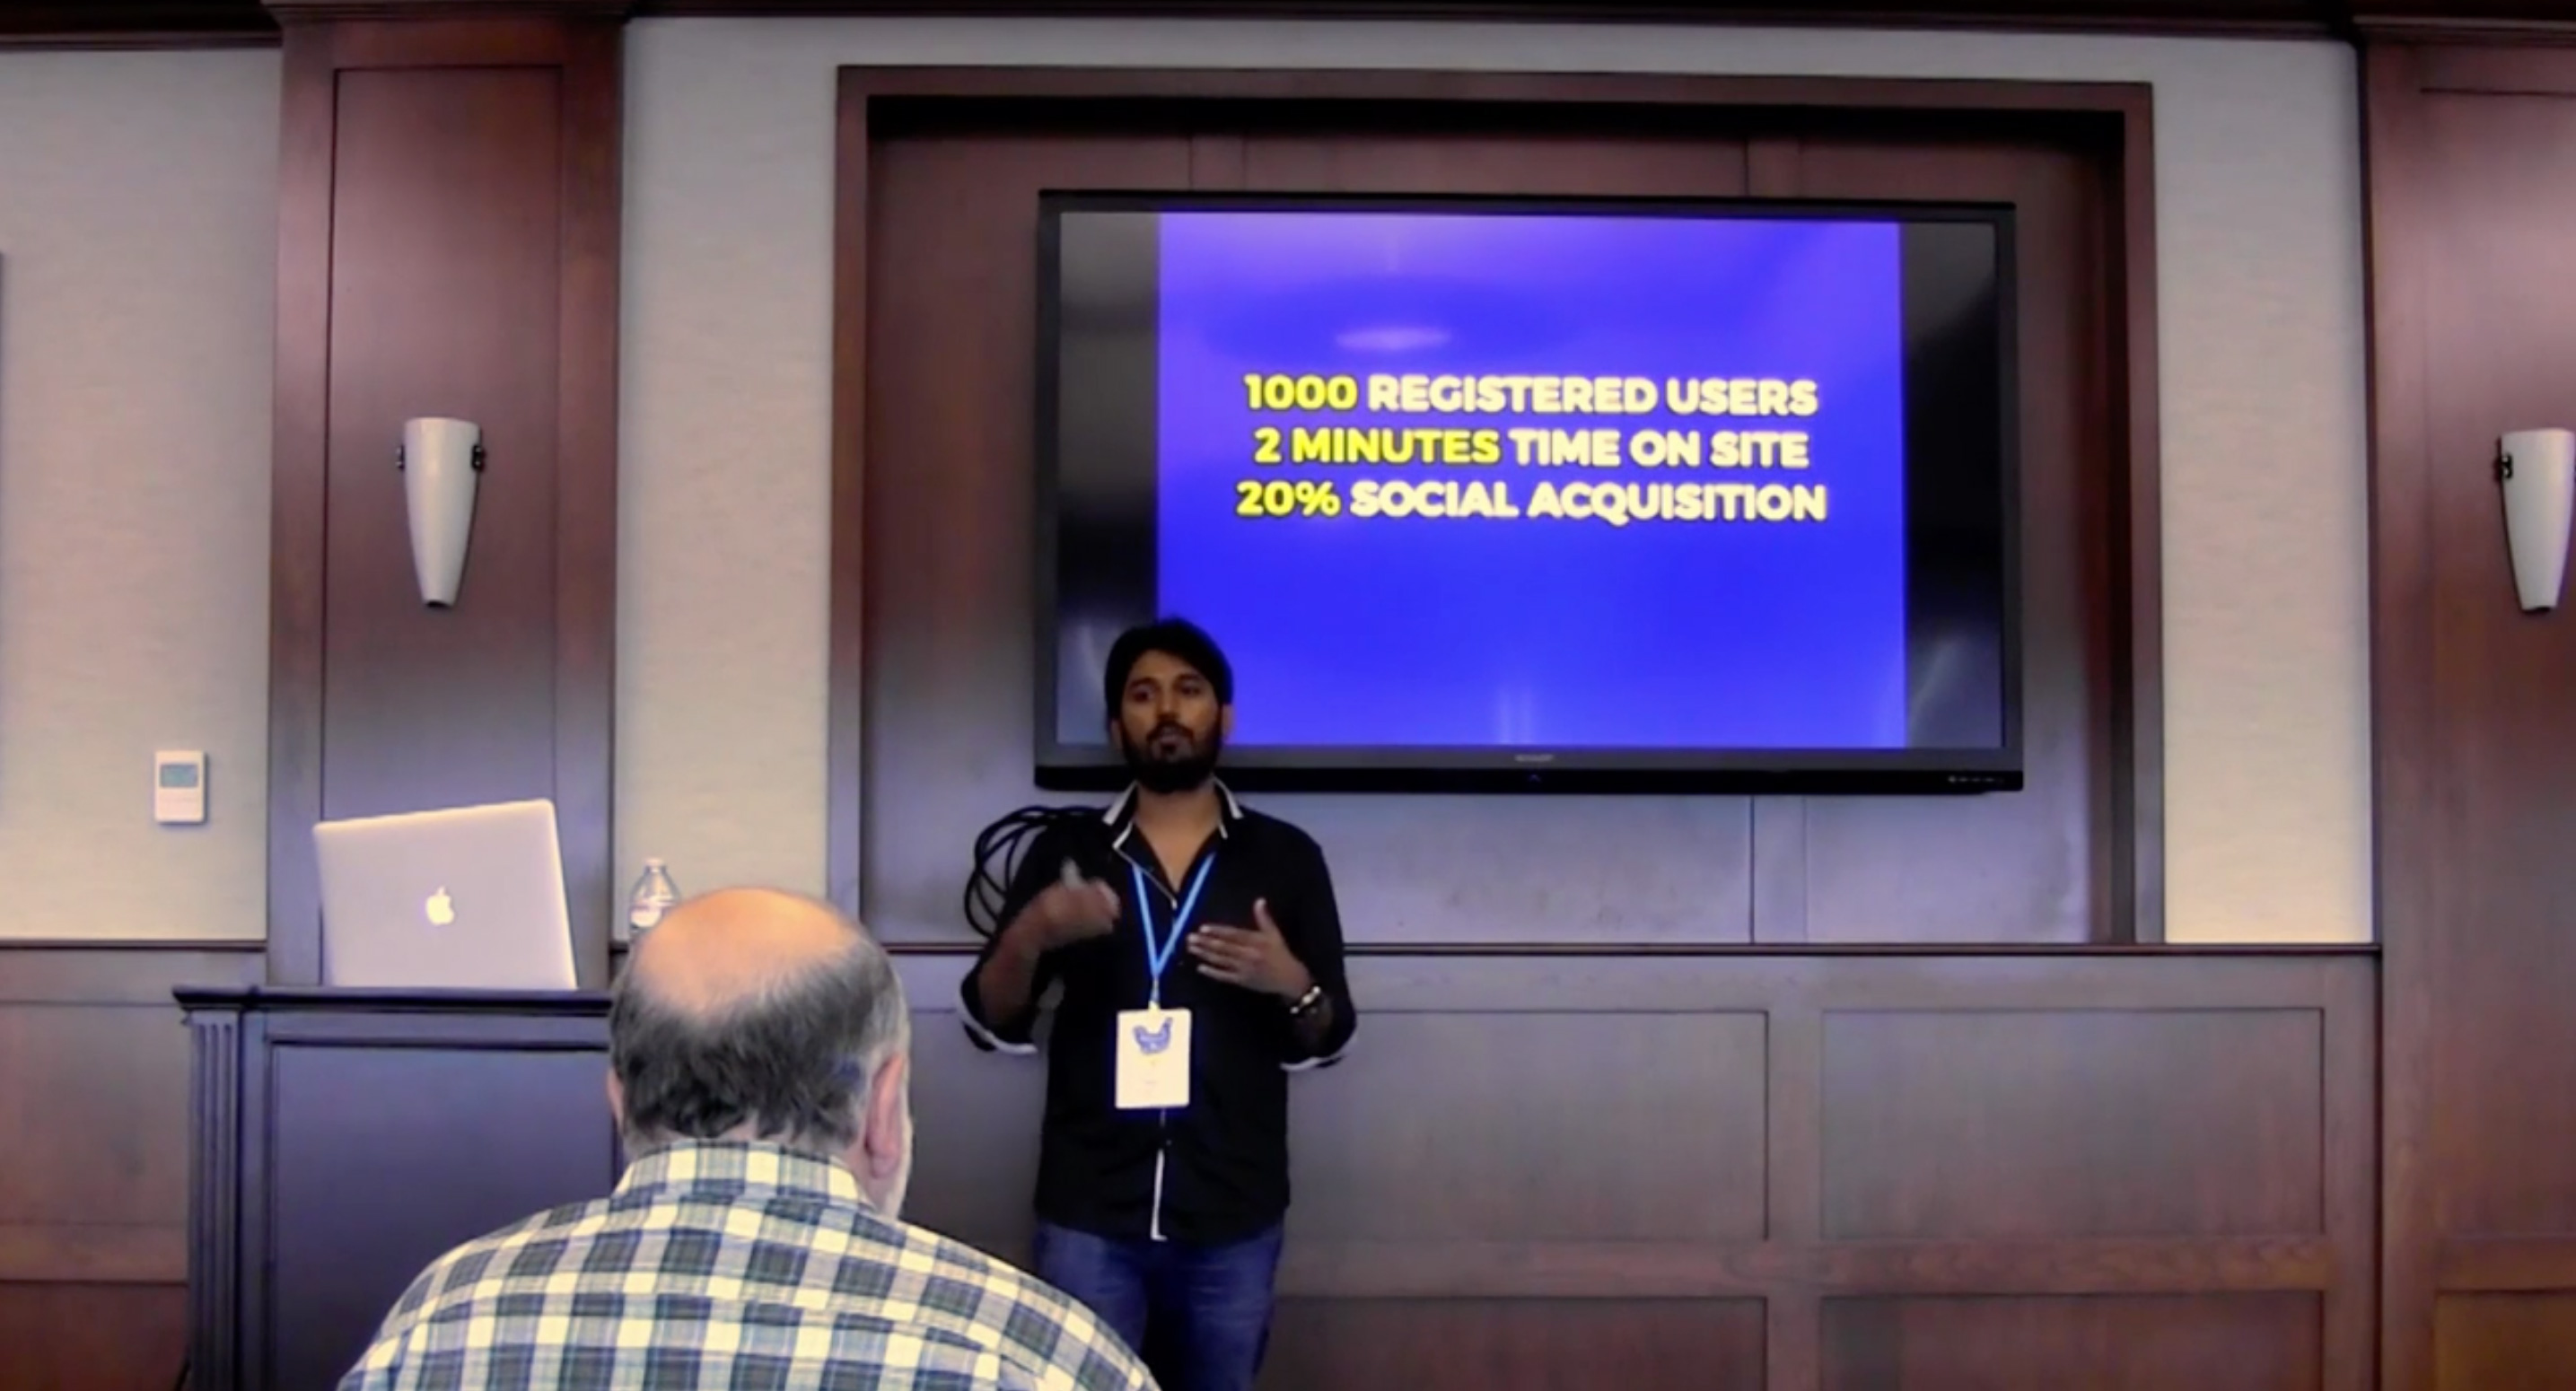 1000 REGISTERED USERS
2 MINUTES TIME ON SITE
20% SOCIAL ACQUISITION